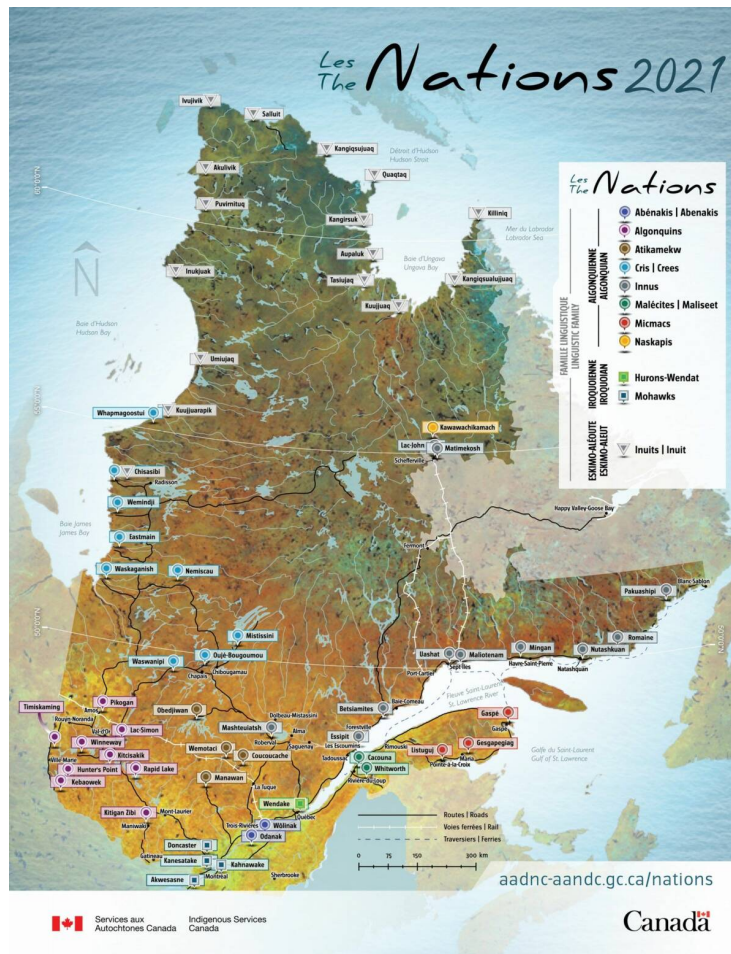 Les
The Nations 2021
Ivujivik
Salluit
Kangiqsujuaq
Détroit d'Hudson
Hudson Strait
Akulivik
Quaqtaq
Puvirnituq
Kangirsuk
Killiniq
Mer du Labrador
Labrador Sea
Aupaluk
Baie d'Ungava
Ungava Bay
Inukjuak
Tasiujaq
Kangiqsualujjuaq
Kuujjuaq
N
Baie d'Hudson
Hudson Bay
Umiujaq
Whapmagoostui
Kuujjuarapik
Kawawachikamach
Lac-John
Matimekosh
Schefferville
Chisasibi
Radisson
Wemindji
Happy Valley-Goose Bay
Baie James
James Bay
Eastmain
Fermont
Waskaganish
Nemiscau
Blanc-Sablon
Pakuashipi
Mistissini
Romaine
Oujé-Bougoumou
Waswanipi
Chibougamau
Chapais
Uashat
Maliotenam
Mingan
Nutashkuan
Sept-Îles
Port-Cartier
Havre-Saint-Pierre
Natashquan
Timiskaming
Pikogan
Amos
Rouyn-Noranda
Val-d'Or
Lac-Simon
Obedjiwan
Dolbeau-Mistassini
Mashteuiatsh
Alma
Roberval
Saguenay
Betsiamites
Baie-Comeau
Fleuve Saint-Laurent
St. Lawrence River
Gaspé
Gaspé
Winneway
Ville-Marie
Kitcisakik
Hunter's Point
Rapid Lake
Kebaowek
Wemotaci
Coucoucache
Manawan
La Tuque
Forestville
Essipit
Les Escoumins
Tadoussac
Rimouski
Cacouna
Whitworth
Rivière-du-Loup
Listuguj
Gesgapegiag
Maria
Pointe-à-la-Croix
Golfe du Saint-Laurent
Gulf of St. Lawrence
Kitigan Zibi
Mont-Laurier
Maniwaki
Wendake
Québec
Trois-Rivières
Wôlinak
Odanak
Doncaster
Gatineau
Kanesatake
Kahnawake
Akwesasne
Montréal
Sherbrooke
Les
The Nations
FAMILLE LINGUISTIQUE
LINGUISTIC FAMILY
ALGONQUIENNE
ALGONQUIAN
Abénakis | Abenakis
Algonquins
Atikamekw
Cris | Crees
Innus
Malécites | Maliseet
Micmacs
Naskapis
IROQUOIENNE
IROQUOIAN
Hurons-Wendat
Mohawks
ESKIMO-ALÉOUTE
ESKIMO-ALEUT
Inuits | Inuit
Routes | Roads
Voies ferrées | Rail
Traversiers | Ferries
0 75 150 300 km
aadnc-aandc.gc.ca/nations
Services aux
Autochtones Canada
Indigenous Services
Canada
Canada